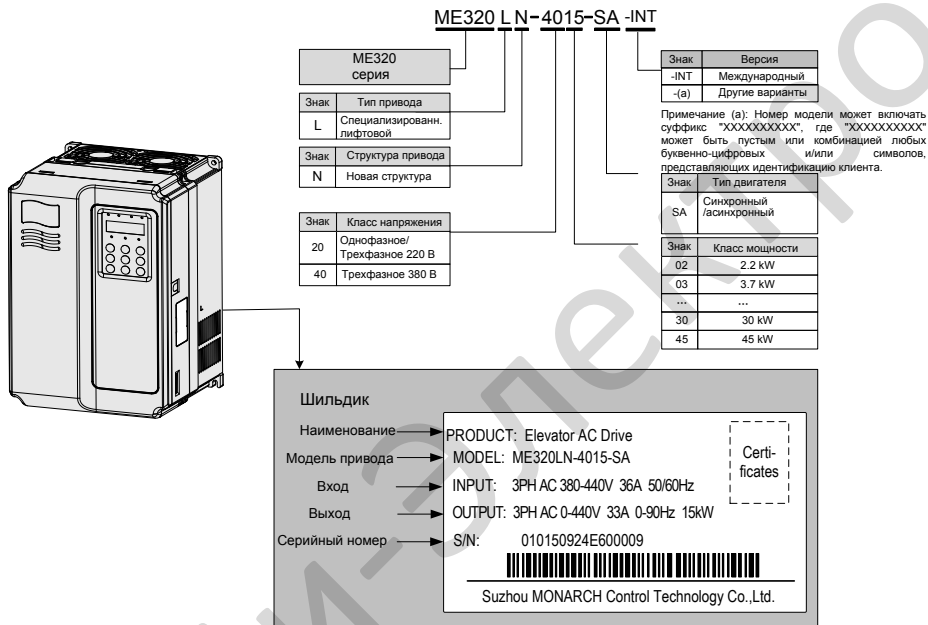 ME320 L N-4015-SA -INT
ME320
серия
Знак Тип привода
L Специализированн.
лифтовой
Знак Структура привода
N Новая структура
Знак Класс напряжения
20 Однофазное/
Трехфазное 220 В
40 Трехфазное 380 В
Знак Версия
-INT Международный
-(a) Другие варианты
Примечание (a): Номер модели может включать
суффикс "XXXXXXXXXX", где "XXXXXXXXXX"
может быть пустым или комбинацией любых
буквенно-цифровых и/или символов,
представляющих идентификацию клиента.
Знак Тип двигателя
SA Синхронный
/асинхронный
Знак Класс мощности
02 2.2 kW
03 3.7 kW
... ...
30 30 kW
45 45 kW
Шильдик
Наименование PRODUCT: Elevator AC Drive
Модель привода MODEL: ME320LN-4015-SA
Вход INPUT: 3PH AC 380-440V 36A 50/60Hz
Выход OUTPUT: 3PH AC 0-440V 33A 0-90Hz 15kW
Серийный номер S/N: 010150924E600009
Certi-
ficates
Suzhou MONARCH Control Technology Co.,Ltd.